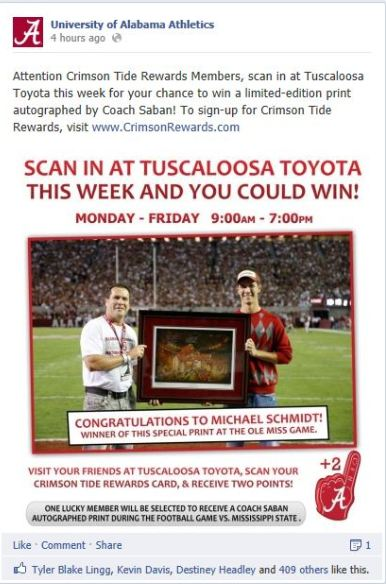 University of Alabama Athletics
4 hours ago
Attention Crimson Tide Rewards Members, scan in at Tuscaloosa
Toyota this week for your chance to win a limited-edition print
autographed by Coach Saban! To sign-up for Crimson Tide
Rewards, visit www.CrimsonRewards.com
SCAN IN AT TUSCALOOSA TOYOTA
THIS WEEK AND YOU COULD WIN!
MONDAY - FRIDAY 9:00AM - 7:00PM
CONGRATULATIONS TO MICHAEL SCHMIDT!
WINNER OF THIS SPECIAL PRINT AT THE OLE MISS GAME.
VISIT YOUR FRIENDS AT TUSCALOOSA TOYOTA, SCAN YOUR
CRIMSON TIDE REWARDS CARD, & RECEIVE TWO POINTS!
+2
A
ONE LUCKY MEMBER WILL BE SELECTED TO RECEIVE A COACH SABAN
AUTOGRAPHED PRINT DURING THE FOOTBALL GAME VS. MISSISSIPPI STATE.
Like · Comment · Share
1
Tyler Blake Lingg, Kevin Davis, Destiney Headley and 409 others like this.